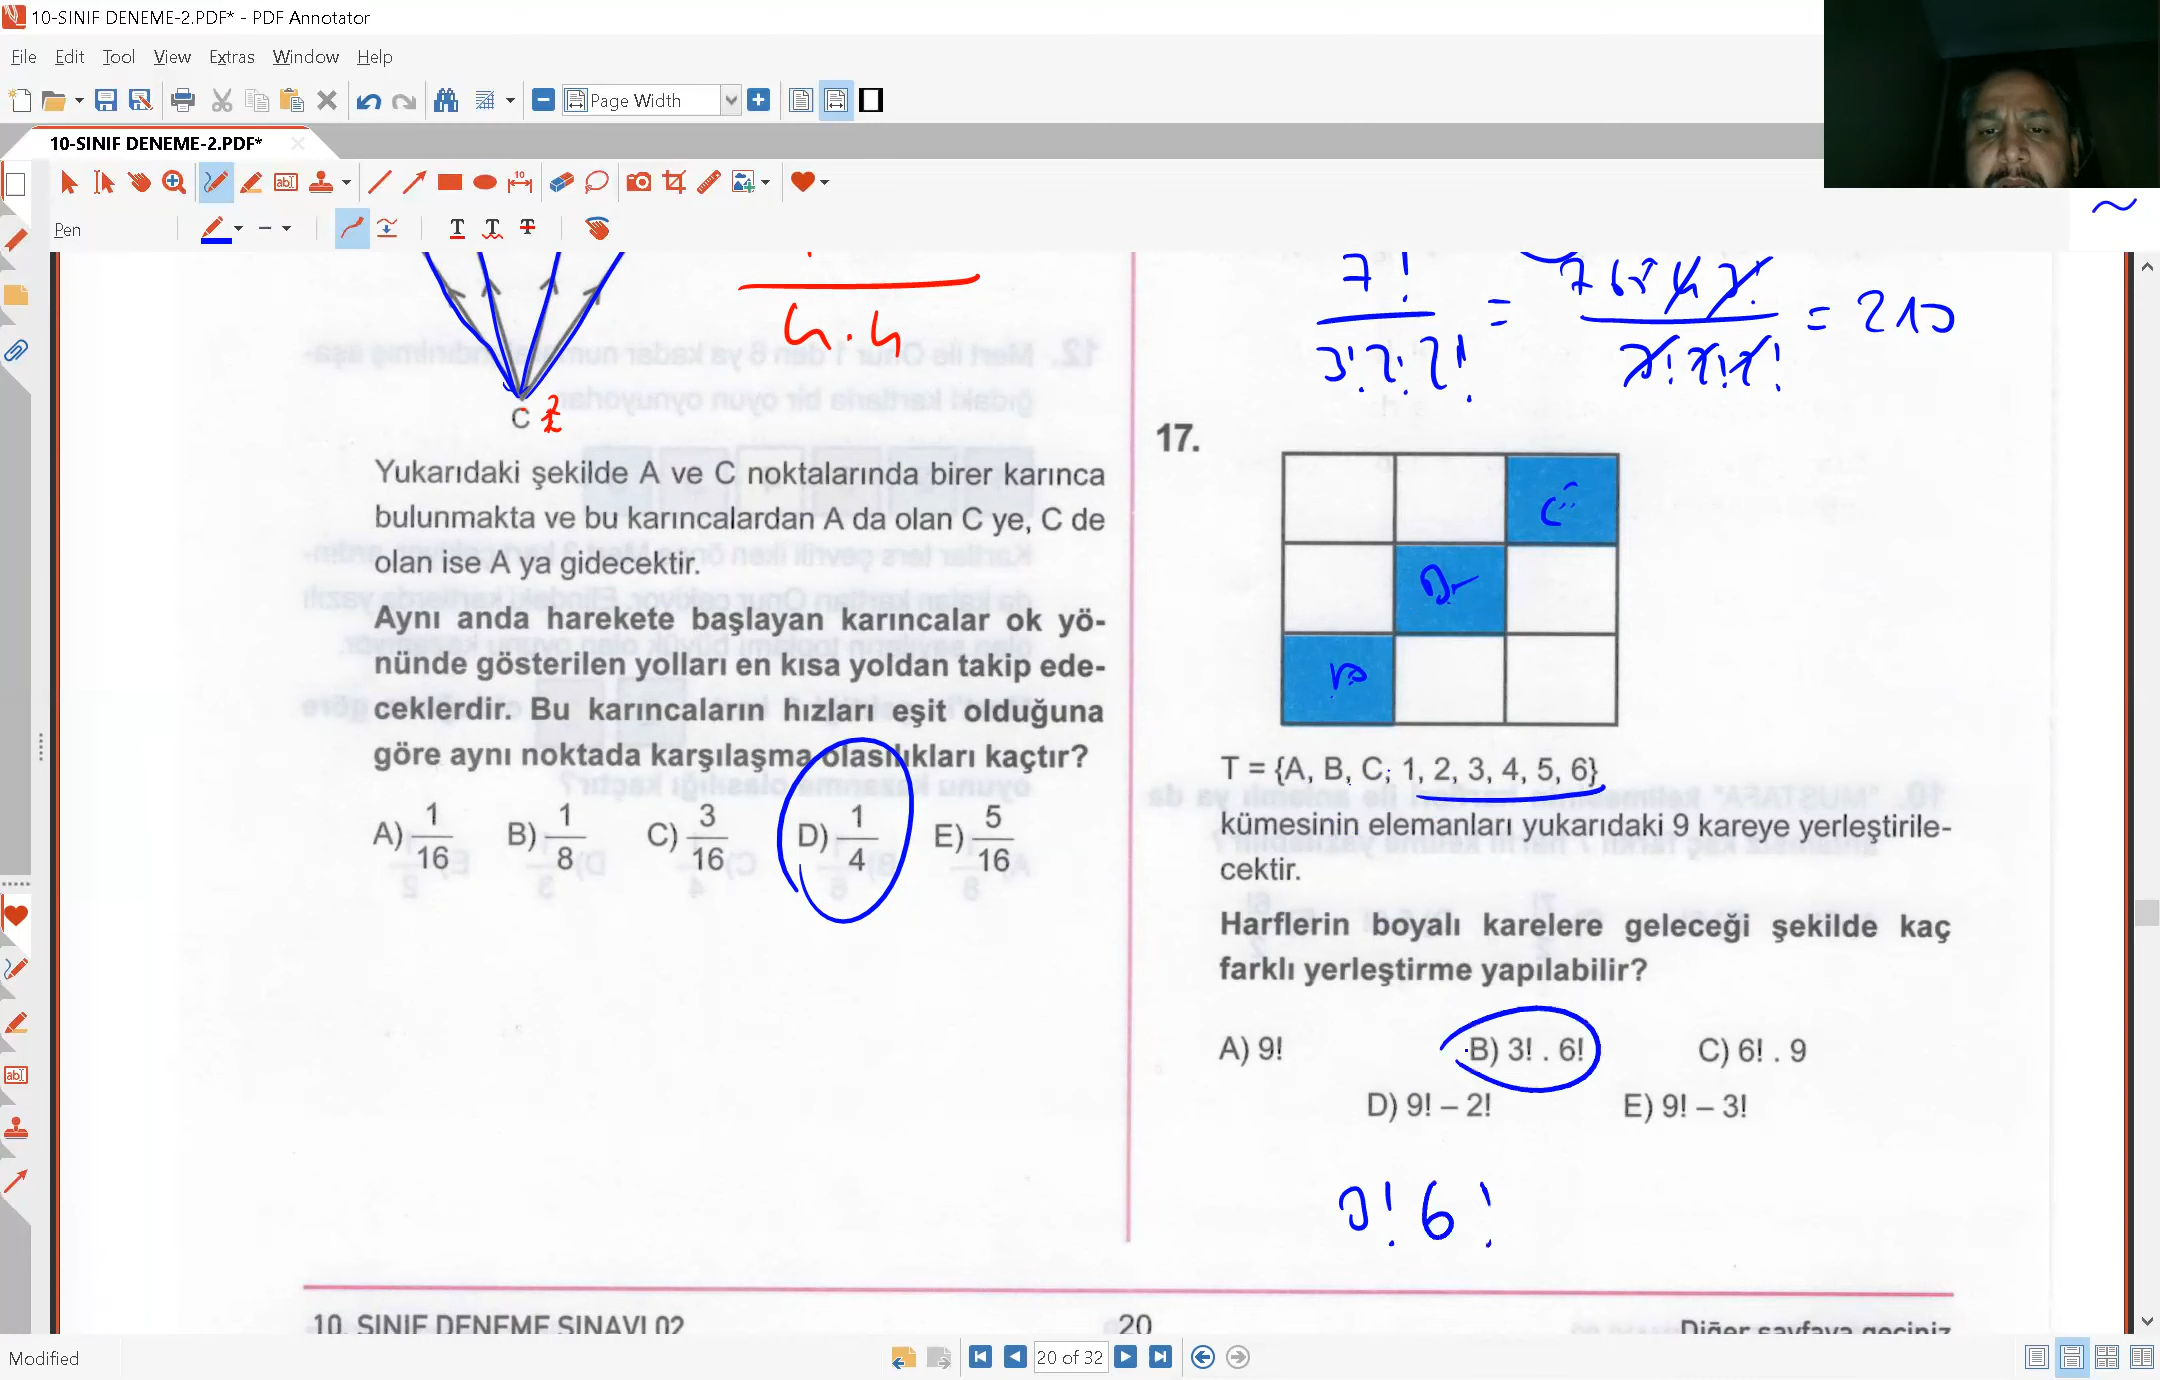 10-SINIF DENEME-2.PDF* - PDF Annotator
File Edit Tool View Extras Window Help
Page Width
10-SINIF DENEME-2.PDF*
Pen
C
4.4
7!
3!2!2!
=
= 210
Yukarıdaki şekilde A ve C noktalarında birer karınca
bulunmakta ve bu karıncalardan A da olan C ye, C de
olan ise A ya gidecektir.
Aynı anda harekete başlayan karıncalar ok yö-
nünde gösterilen yolları en kısa yoldan takip ede-
ceklerdir. Bu karıncaların hızları eşit olduğuna
göre aynı noktada karşılaşma olasılıkları kaçtır?
A) 1/16 B) 1/8 C) 3/16 D) 1/4 E) 5/16
17.
C
B
T = {A, B, C, 1, 2, 3, 4, 5, 6}
kümesinin elemanları yukarıdaki 9 kareye yerleştirile-
cektir.
Harflerin boyalı karelere geleceği şekilde kaç
farklı yerleştirme yapılabilir?
A) 9! B) 3! . 6! C) 6! . 9
D) 9! – 2! E) 9! – 3!
3! 6!
10. SINIF DENEME SINAVI 02
20
Diğer sayfaya geçiniz
Modified
20 of 32